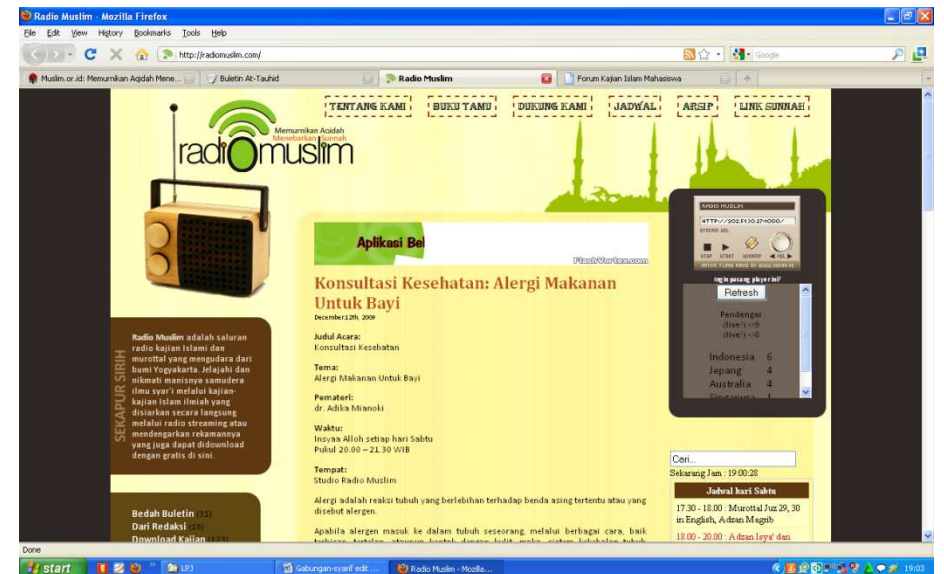 Radio Muslim - Mozilla Firefox
File Edit View History Bookmarks Tools Help
http://radiomuslim.com/
Google
Muslim.or.id: Memurnikan Aqidah Mene...
Buletin At-Tauhid
Radio Muslim
Forum Kajian Islam Mahasiswa
TENTANG KAMI
BUKU TAMU
DUKUNG KAMI
JADWAL
ARSIP
LINK SUNNAH
Memurnikan Aqidah
Menebarkan Sunnah
radiomuslim
RADIO MUSLIM
STREAM URL
STOP START VOL
Ingin pasang player ini?
Refresh
Pendengar
Indonesia 6
Jepang 4
Australia 4
Singapura 1
Aplikasi Bel
FlashVortex.com
Konsultasi Kesehatan: Alergi Makanan
Untuk Bayi
December 12th, 2009
Judul Acara:
Konsultasi Kesehatan
Tema:
Alergi Makanan Untuk Bayi
Pemateri:
dr. Adika Mianoki
Waktu:
Insyaa Alloh setiap hari Sabtu
Pukul 20.00 – 21.30 WIB
Tempat:
Studio Radio Muslim
Alergi adalah reaksi tubuh yang berlebihan terhadap benda asing tertentu atau yang
disebut alergen.
Apabila alergen masuk ke dalam tubuh seseorang, melalui berbagai cara, baik
SEKAPUR SIRIH
Radio Muslim adalah saluran
radio kajian Islami dan
murottal yang mengudara dari
bumi Yogyakarta. Jelajahi dan
nikmati manisnya samudera
ilmu syar'i melalui kajian-
kajian Islam ilmiah yang
disiarkan secara langsung
melalui radio streaming atau
mendengarkan rekamannya
yang juga dapat didownload
dengan gratis di sini.
Bedah Buletin (31)
Dari Redaksi
Download Kajian
Cari...
Sekarang Jam : 19:00:28
Jadwal hari Sabtu
17.30 - 18.00 : Murottal Juz 29, 30
in English, Adzan Magrib
18.00 - 20.00 : Adzan Isya' dan
Done
start
LPJ
Gabungan-syarif edit ...
Radio Muslim - Mozilla...
19:03